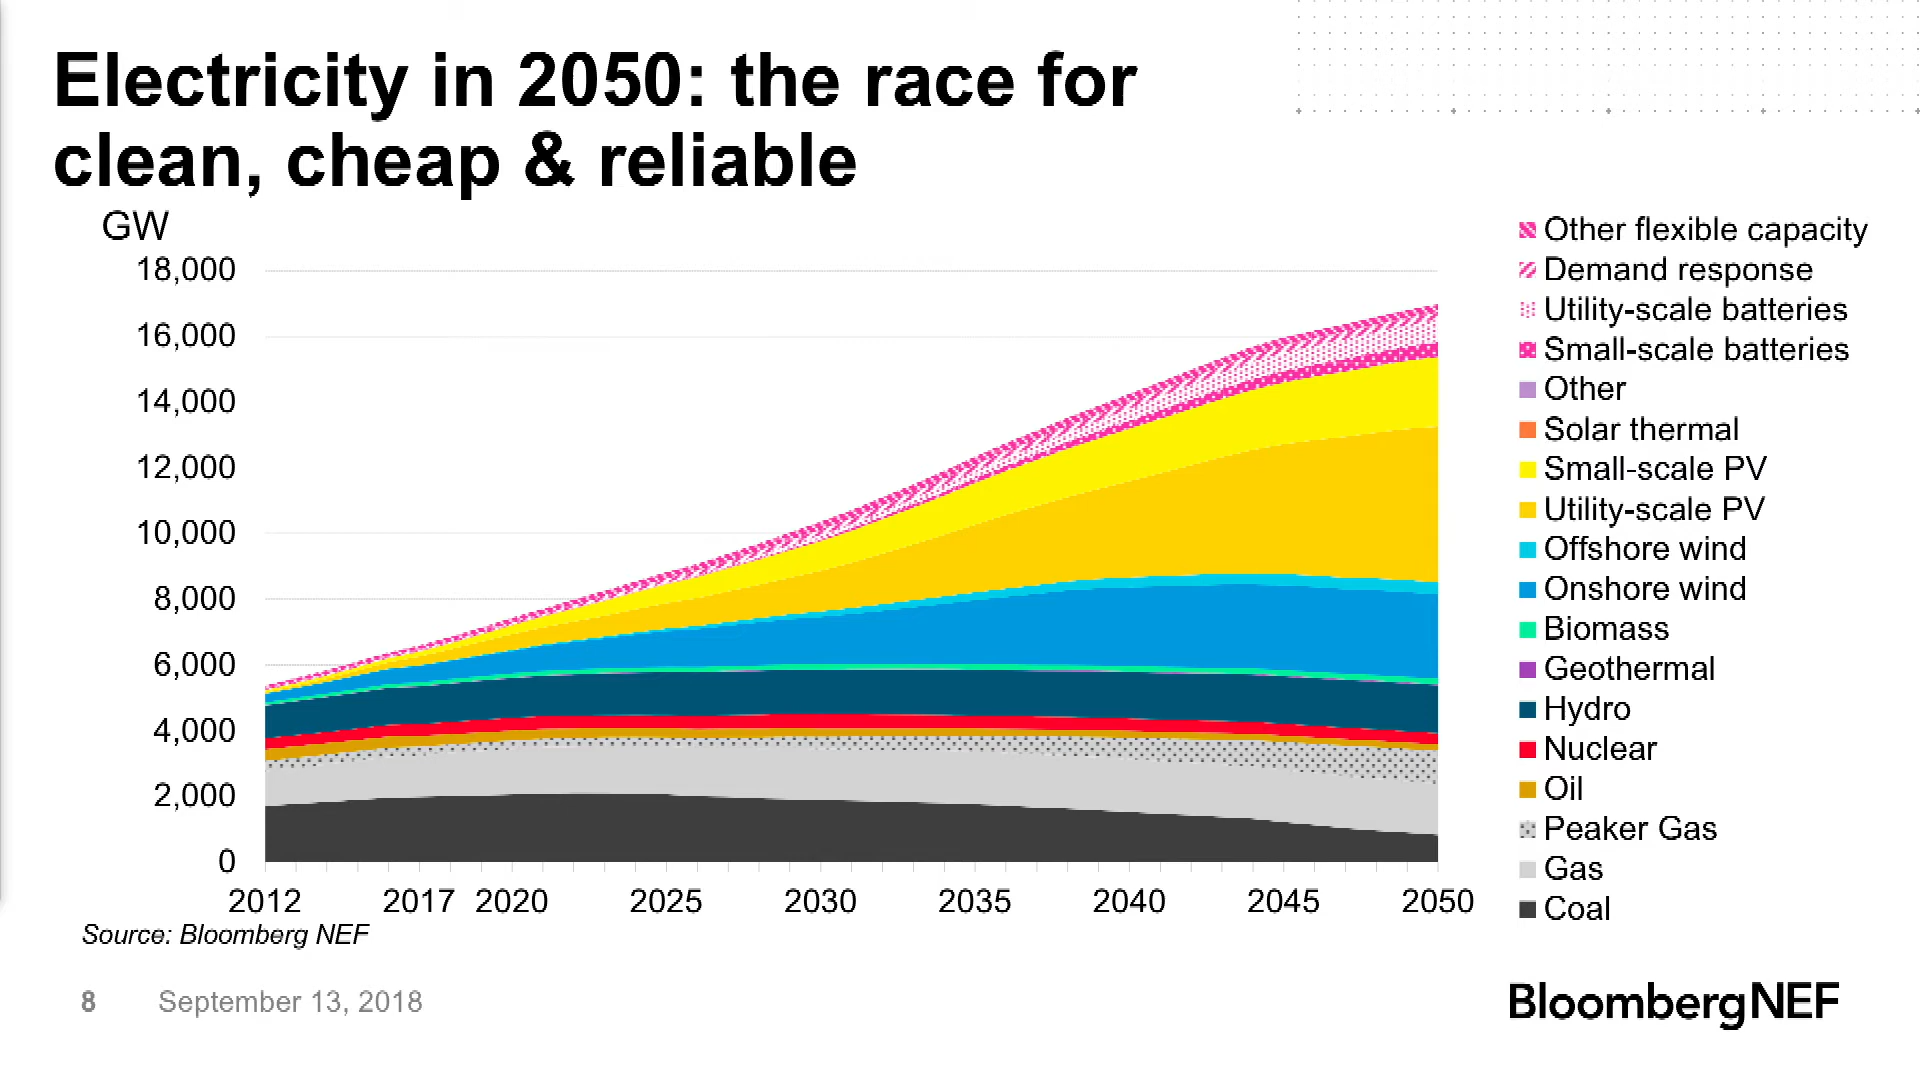 Electricity in 2050: the race for
clean, cheap & reliable
GW
18,000
16,000
14,000
12,000
10,000
8,000
6,000
4,000
2,000
0
2012 2017 2020 2025 2030 2035 2040 2045 2050
Other flexible capacity
Demand response
Utility-scale batteries
Small-scale batteries
Other
Solar thermal
Small-scale PV
Utility-scale PV
Offshore wind
Onshore wind
Biomass
Geothermal
Hydro
Nuclear
Oil
Peaker Gas
Gas
Coal
Source: Bloomberg NEF
8 September 13, 2018
BloombergNEF